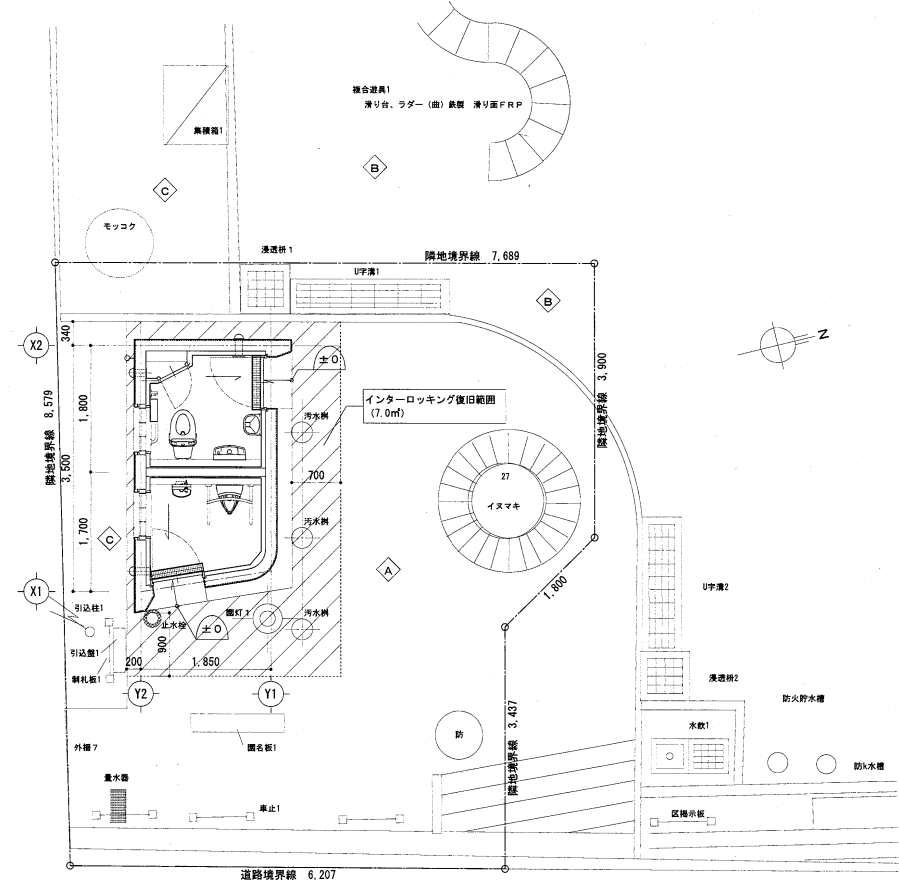 複合遊具1
滑り台、ラダー(曲)鉄製 滑り面FRP
集積箱1
B
C
モッコク
浸透桝1
隣地境界線 7,689
U字溝1
B
340
X2
±0
N
インターロッキング復旧範囲
(7.0㎡)
隣地境界線 3,900
隣地境界線 8,579
1,800
3,500
汚水桝
700
27
イヌマキ
1,700
汚水桝
C
A
X1
引込柱1
園灯1
汚水桝
止水栓
±0
1,800
U字溝2
引込盤1
制札板1
900
200
1,850
Y2
Y1
浸透桝2
防火貯水槽
隣地境界線 3,437
水飲1
防
外柵7
園名板1
防k水槽
量水器
車止1
区掲示板
道路境界線 6,207